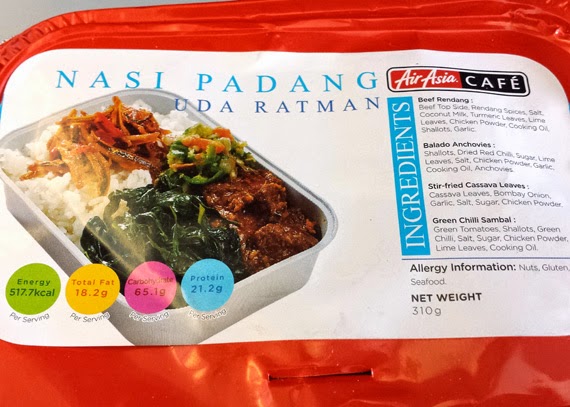 NASI PADANG
UDA RATMAN
AirAsia CAFÉ
INGREDIENTS
Beef Rendang :
Beef Top Side, Rendang Spices, Salt,
Coconut Milk, Turmeric Leaves, Lime
Leaves, Chicken Powder, Cooking Oil,
Shallots, Garlic.
Balado Anchovies :
Shallots, Dried Red Chili, Sugar, Lime
Leaves, Salt, Chicken Powder, Garlic,
Cooking Oil, Anchovies.
Stir-fried Cassava Leaves :
Cassava Leaves, Bombay Onion,
Garlic, Salt, Sugar, Chicken Powder.
Green Chilli Sambal :
Green Tomatoes, Shallots, Green
Chilli, Salt, Sugar, Chicken Powder,
Lime Leaves, Cooking Oil.
Allergy Information: Nuts, Gluten,
Seafood.
NET WEIGHT
310 g
Energy
517.7kcal
Per Serving
Total Fat
18.2g
Per Serving
Carbohydrate
65.1g
Per Serving
Protein
21.2g
Per Serving